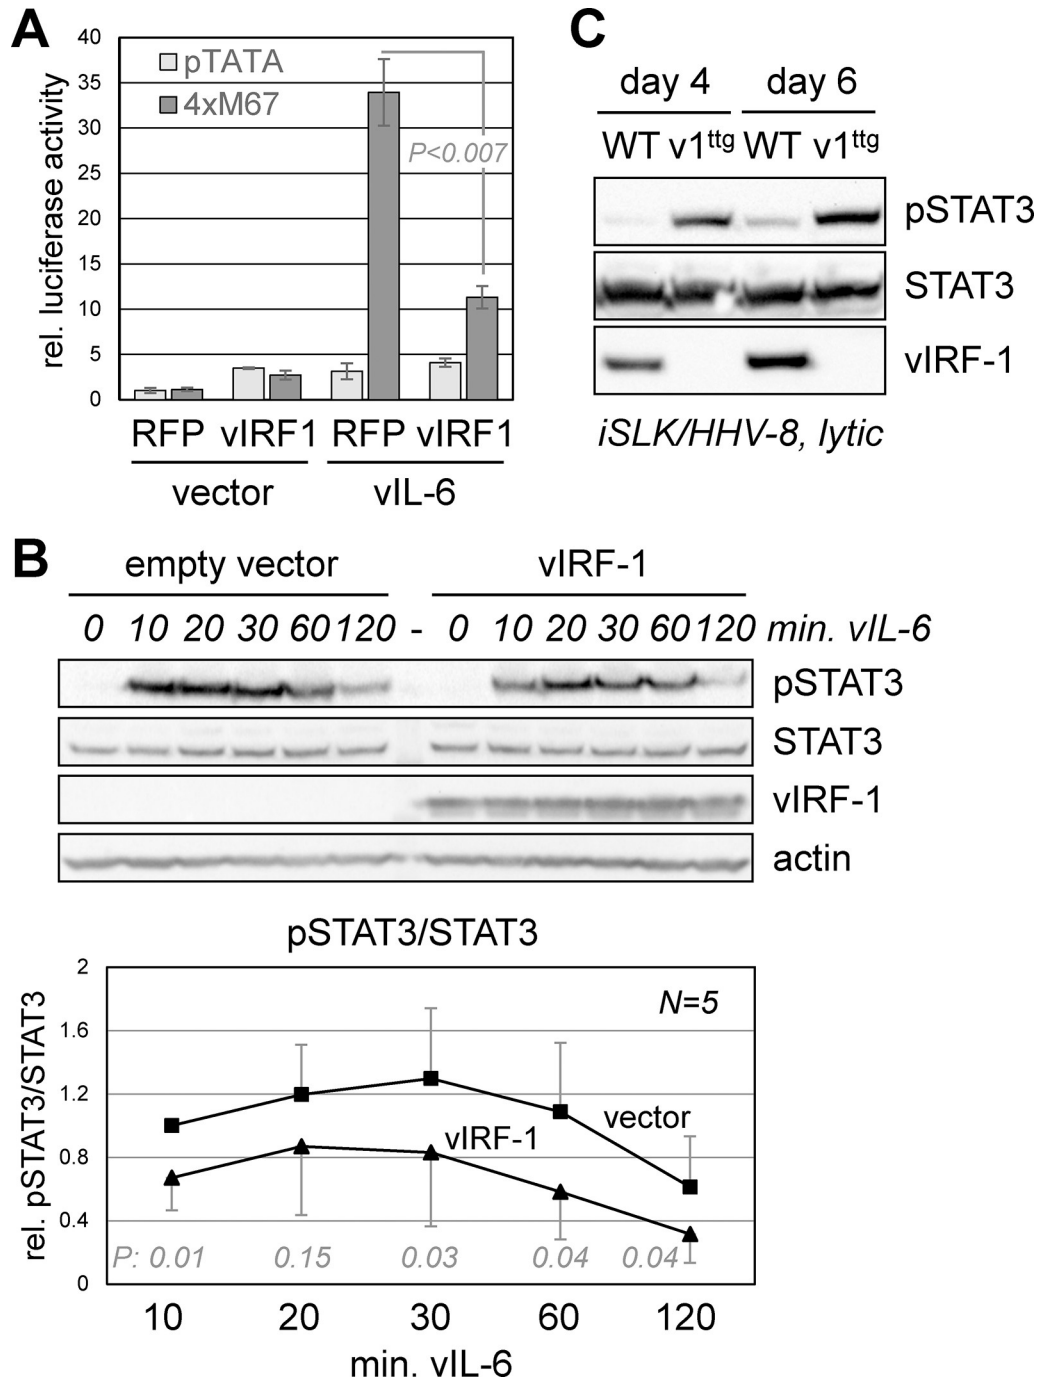 A
40
35
30
25
20
15
10
5
0
rel. luciferase activity
pTATA
4xM67
P<0.007
RFP vIRF1 RFP vIRF1
vector vIL-6
C
day 4 day 6
WT v1ttg WT v1ttg
pSTAT3
STAT3
vIRF-1
iSLK/HHV-8, lytic
B
empty vector vIRF-1
0 10 20 30 60 120 - 0 10 20 30 60 120 min. vIL-6
pSTAT3
STAT3
vIRF-1
actin
pSTAT3/STAT3
2
1.6
1.2
0.8
0.4
0
rel. pSTAT3/STAT3
N=5
vector
vIRF-1
P: 0.01 0.15 0.03 0.04 0.04
10 20 30 60 120
min. vIL-6